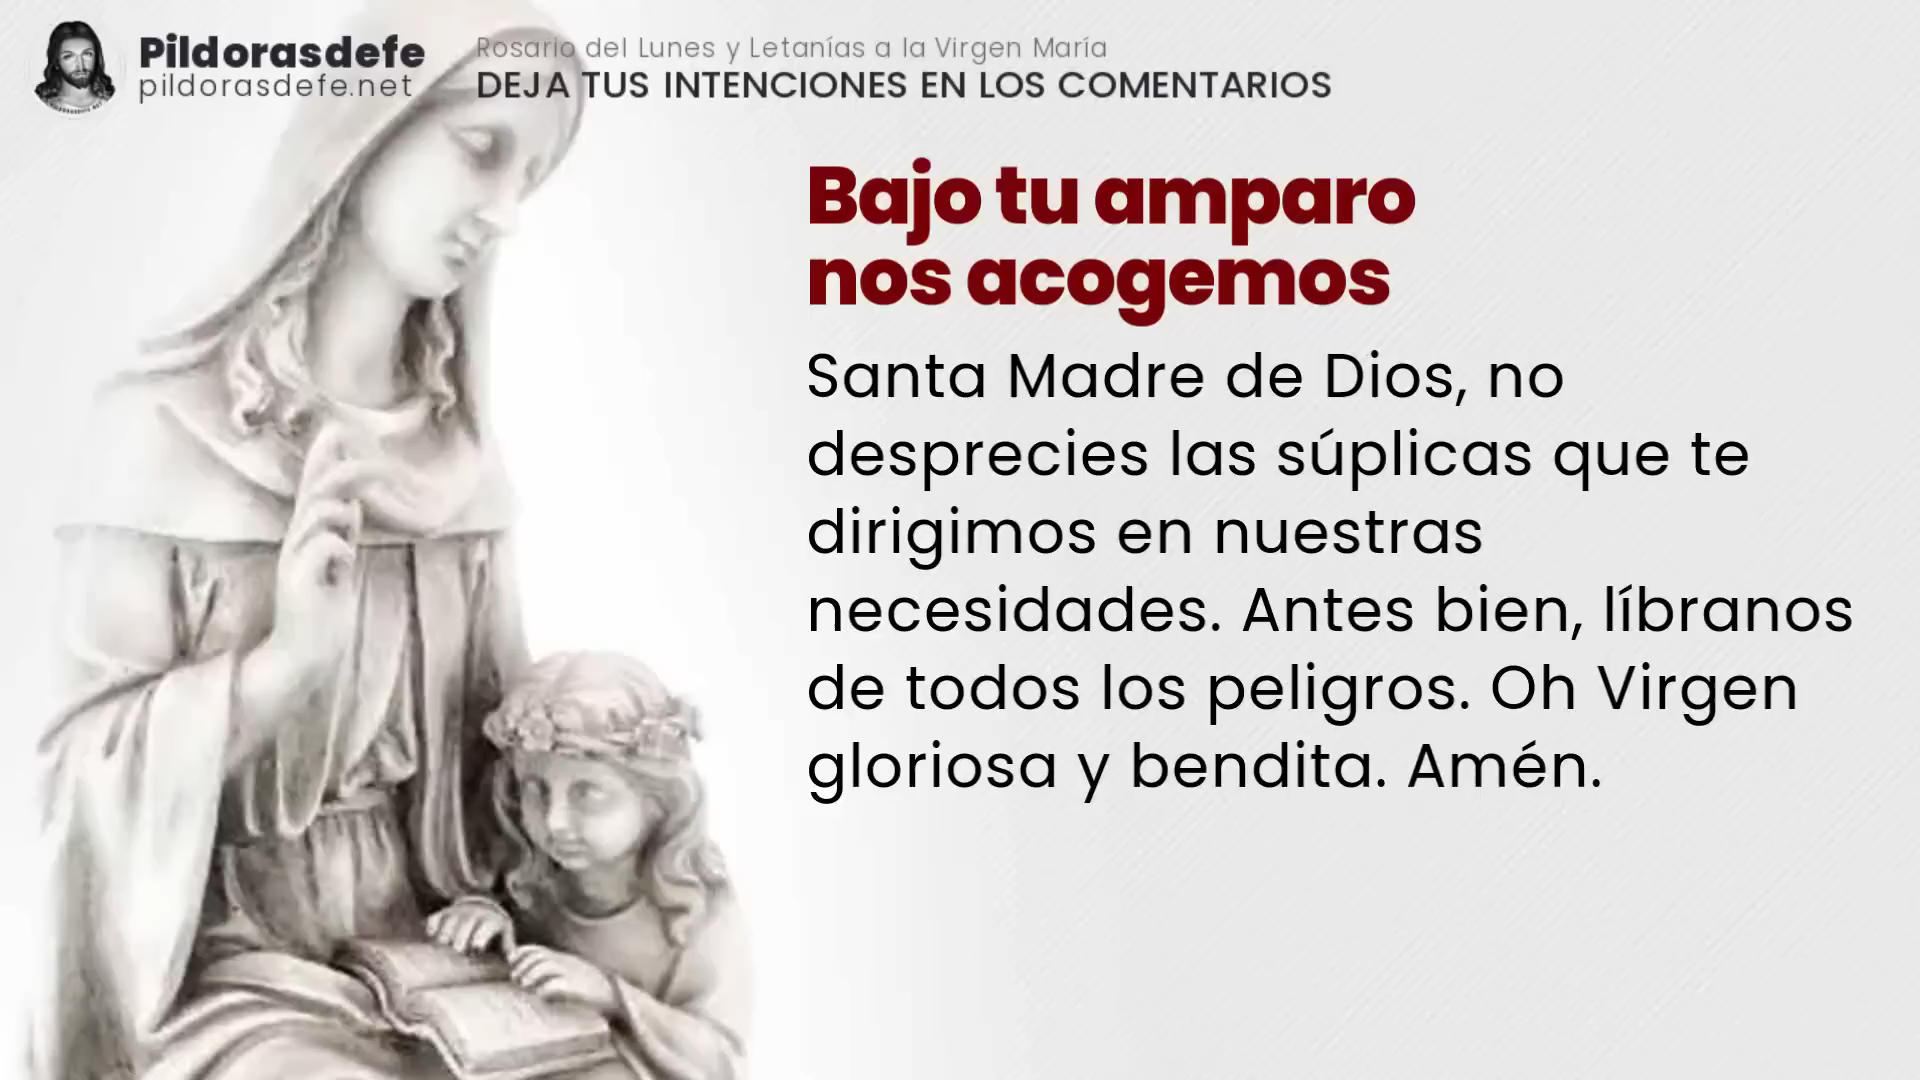 Pildorasdefe
pildorasdefe.net
Rosario del Lunes y Letanías a la Virgen María
DEJA TUS INTENCIONES EN LOS COMENTARIOS
Bajo tu amparo
nos acogemos
Santa Madre de Dios, no
desprecies las súplicas que te
dirigimos en nuestras
necesidades. Antes bien, líbranos
de todos los peligros. Oh Virgen
gloriosa y bendita. Amén.